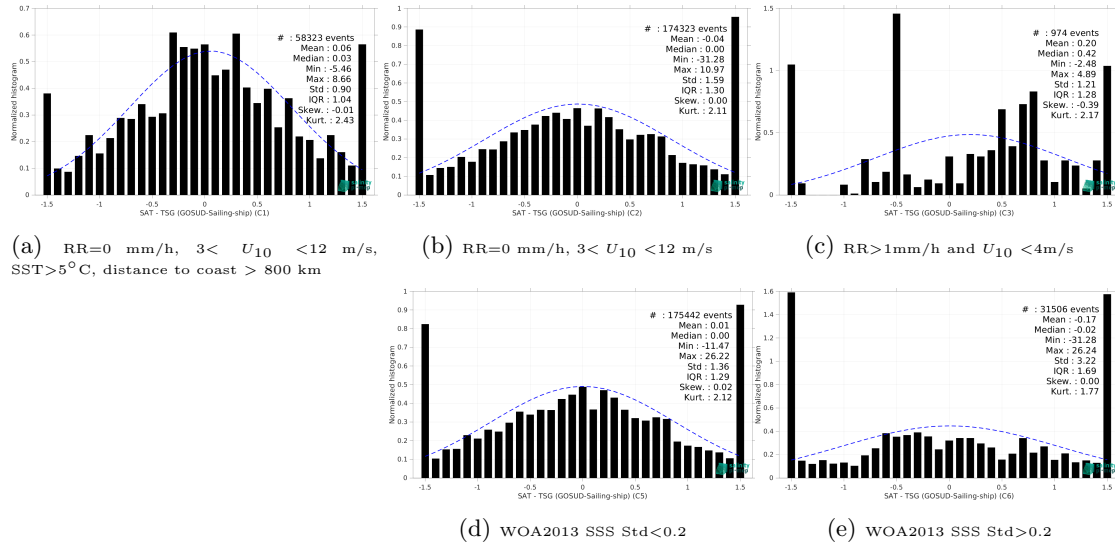 0.7
0.6
0.5
0.4
0.3
0.2
0.1
0
Normalized histogram
# : 58323 events
Mean : 0.06
Median : 0.03
Min : -5.46
Max : 8.66
Std : 0.90
IQR : 1.04
Skew. : -0.01
Kurt. : 2.43
-1.5 -1 -0.5 0 0.5 1 1.5
SAT - TSG (GOSUD-Sailing-ship) (C1)
(a) RR=0 mm/h, 3< U10 <12 m/s,
SST>5°C, distance to coast > 800 km
1
0.9
0.8
0.7
0.6
0.5
0.4
0.3
0.2
0.1
0
Normalized histogram
# : 174323 events
Mean : -0.04
Median : 0.00
Min : -31.28
Max : 10.97
Std : 1.59
IQR : 1.30
Skew. : 0.00
Kurt. : 2.11
-1.5 -1 -0.5 0 0.5 1 1.5
SAT - TSG (GOSUD-Sailing-ship) (C2)
(b) RR=0 mm/h, 3< U10 <12 m/s
1.5
1
0.5
0
Normalized histogram
# : 974 events
Mean : 0.20
Median : 0.42
Min : -2.48
Max : 4.89
Std : 1.21
IQR : 1.28
Skew. : -0.39
Kurt. : 2.17
-1.5 -1 -0.5 0 0.5 1 1.5
SAT - TSG (GOSUD-Sailing-ship) (C3)
(c) RR>1mm/h and U10 <4m/s
1
0.9
0.8
0.7
0.6
0.5
0.4
0.3
0.2
0.1
0
Normalized histogram
# : 175442 events
Mean : 0.01
Median : 0.00
Min : -11.47
Max : 26.22
Std : 1.36
IQR : 1.29
Skew. : 0.02
Kurt. : 2.12
-1.5 -1 -0.5 0 0.5 1 1.5
SAT - TSG (GOSUD-Sailing-ship) (C5)
(d) WOA2013 SSS Std<0.2
1.6
1.4
1.2
1
0.8
0.6
0.4
0.2
0
Normalized histogram
# : 31506 events
Mean : -0.17
Median : -0.02
Min : -31.28
Max : 26.24
Std : 3.22
IQR : 1.69
Skew. : 0.00
Kurt. : 1.77
-1.5 -1 -0.5 0 0.5 1 1.5
SAT - TSG (GOSUD-Sailing-ship) (C6)
(e) WOA2013 SSS Std>0.2